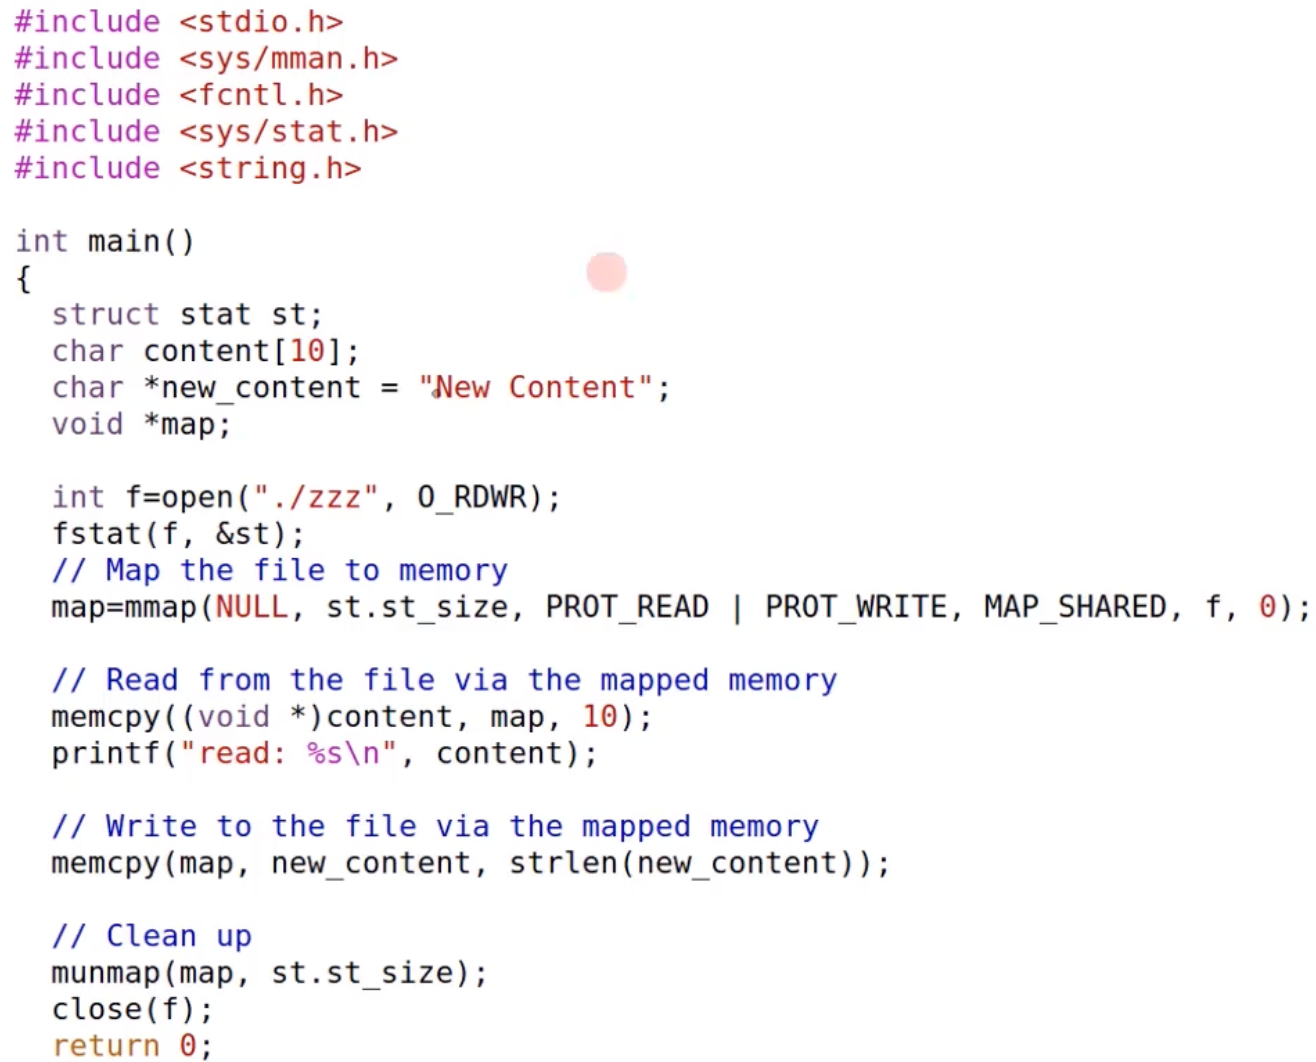 #include <stdio.h>
#include <sys/mman.h>
#include <fcntl.h>
#include <sys/stat.h>
#include <string.h>
int main()
{
  struct stat st;
  char content[10];
  char *new_content = "New Content";
  void *map;
  int f=open("./zzz", O_RDWR);
  fstat(f, &st);
  // Map the file to memory
  map=mmap(NULL, st.st_size, PROT_READ | PROT_WRITE, MAP_SHARED, f, 0);
  // Read from the file via the mapped memory
  memcpy((void *)content, map, 10);
  printf("read: %s\n", content);
  // Write to the file via the mapped memory
  memcpy(map, new_content, strlen(new_content));
  // Clean up
  munmap(map, st.st_size);
  close(f);
  return 0;